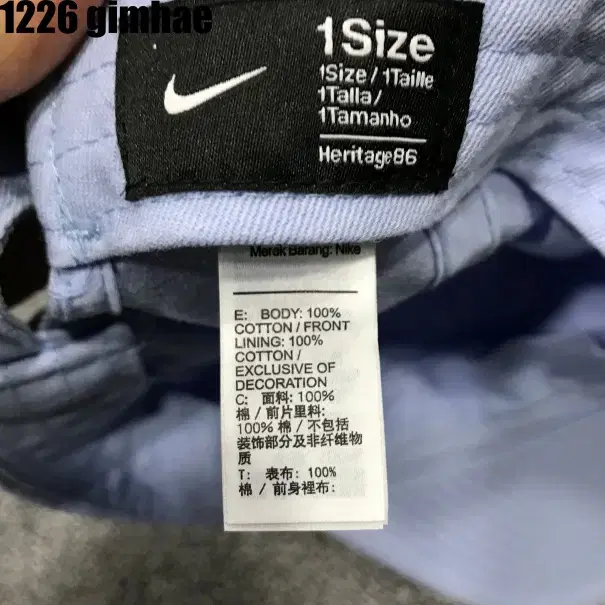 1226 gimhae
1Size
1Size / 1Taille
1Talla /
1Tamanho
Heritage86
Merek Barang: Nike
E: BODY: 100%
COTTON / FRONT
LINING: 100%
COTTON /
EXCLUSIVE OF
DECORATION
C: 面料: 100%
棉 / 前片里料:
100% 棉 / 不包括
装饰部分及非纤维物
质
T: 表布: 100%
棉 / 前身裡布: